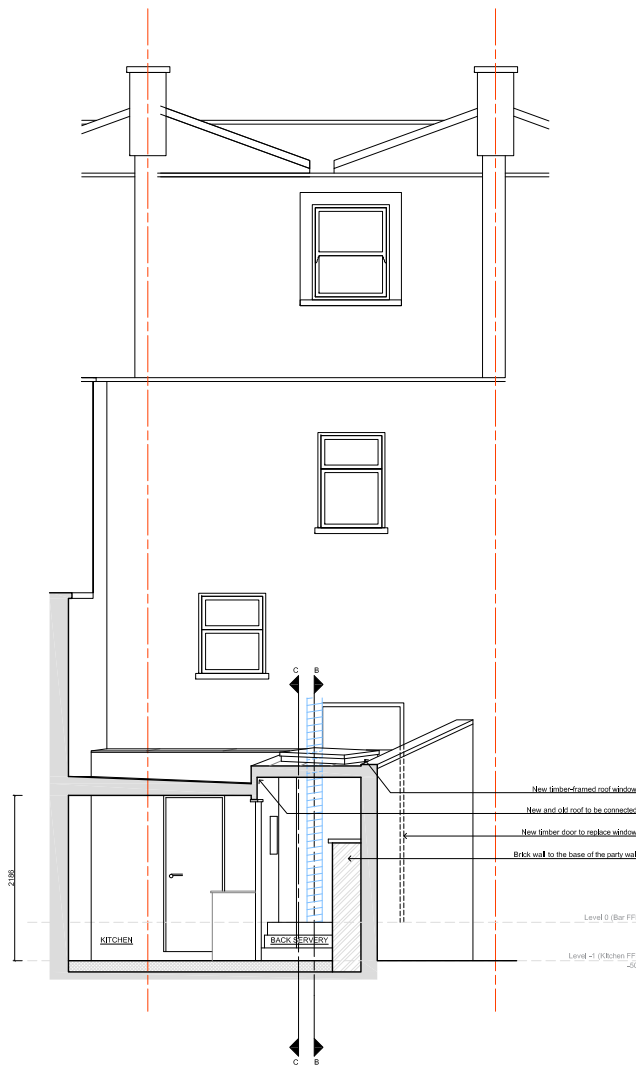 C
B
New timber-framed roof window
New and old roof to be connected
New timber door to replace window
Brick wall to the base of the party wall
2186
Level 0 (Bar FF
KITCHEN
BACK SERVERY
Level -1 (Kitchen FF
C
B